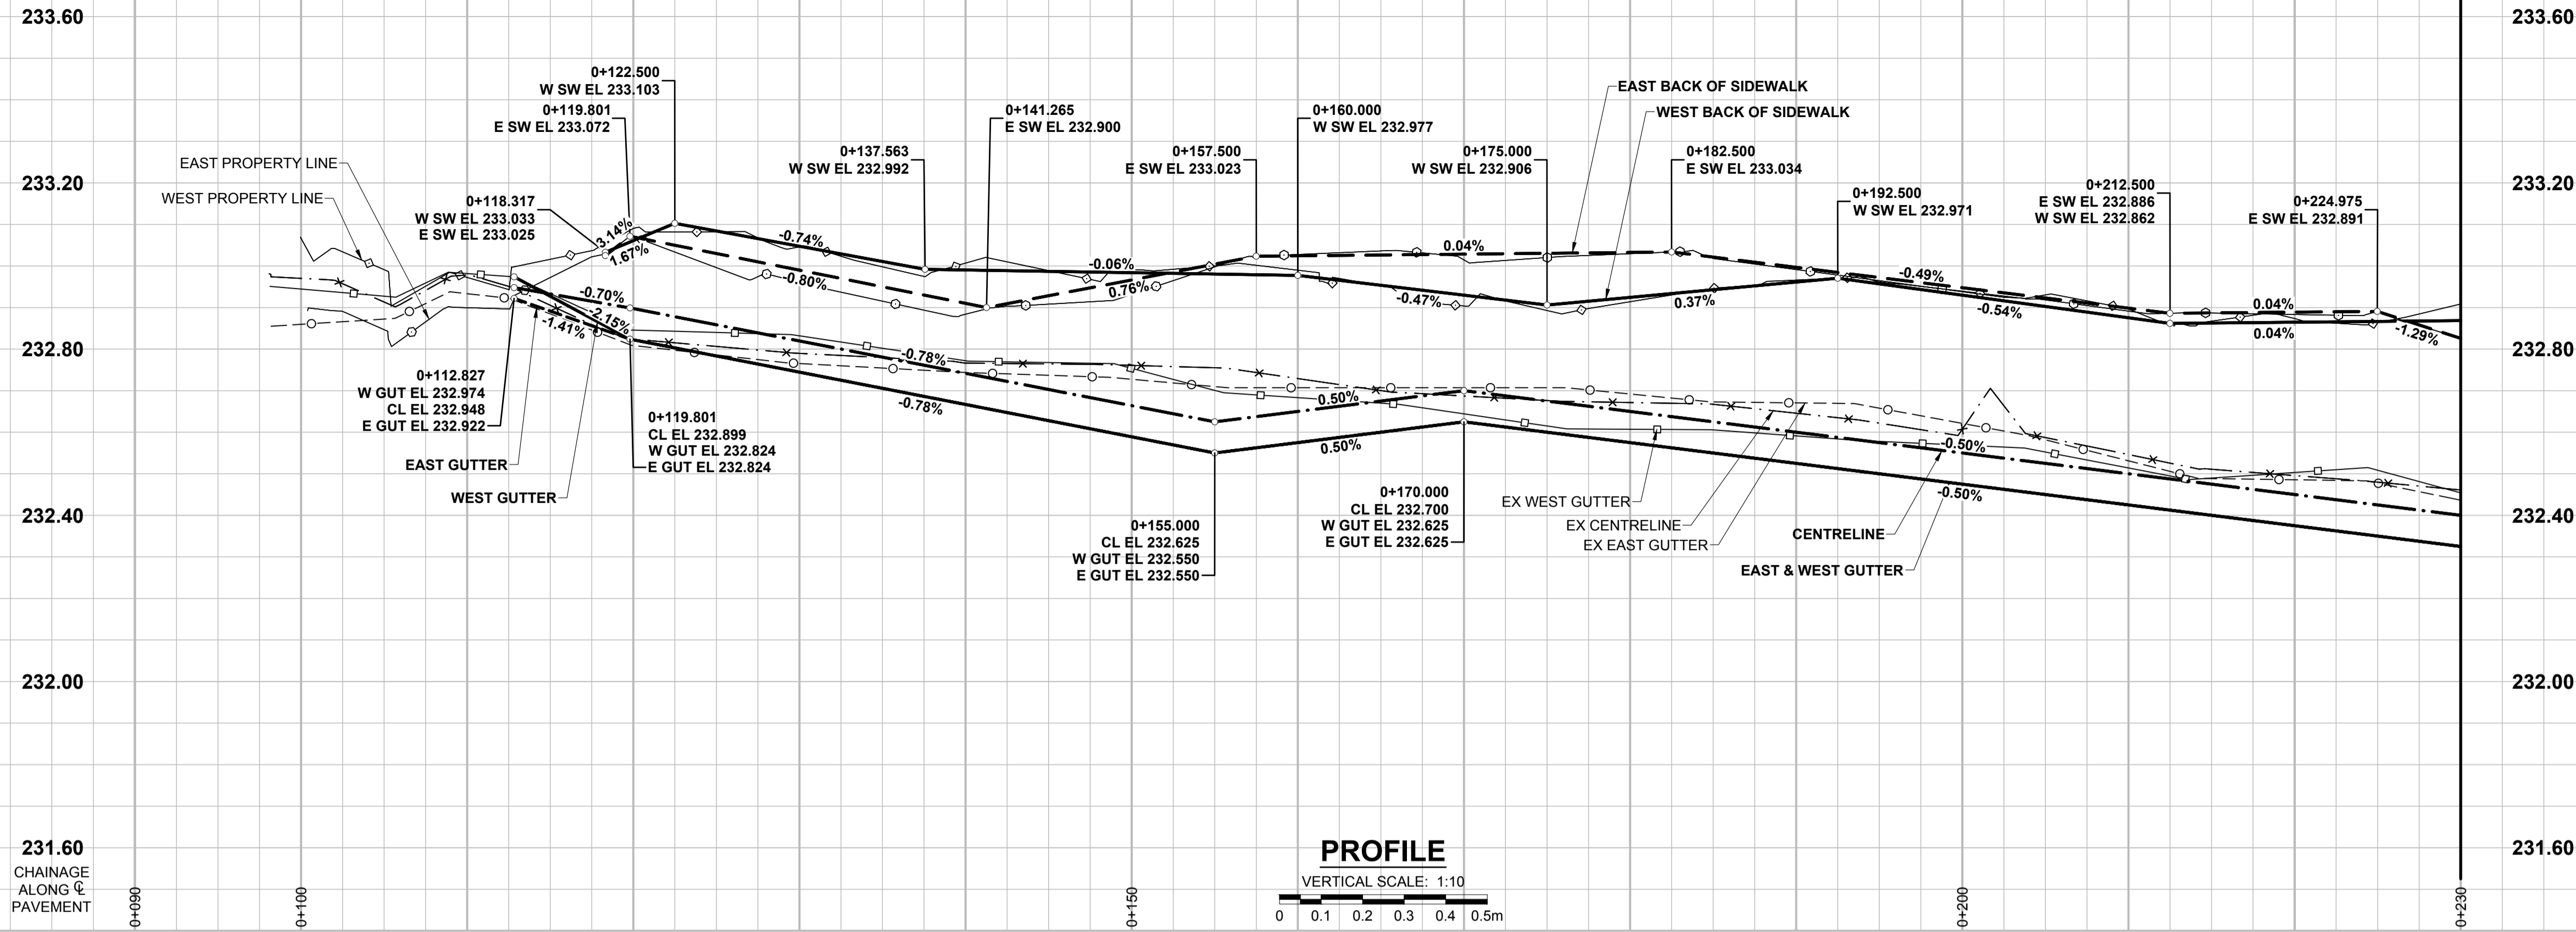 233.60
233.60
0+122.500
W SW EL 233.103
0+119.801
E SW EL 233.072
0+141.265
E SW EL 232.900
0+160.000
W SW EL 232.977
EAST BACK OF SIDEWALK
WEST BACK OF SIDEWALK
0+137.563
W SW EL 232.992
0+157.500
E SW EL 233.023
0+175.000
W SW EL 232.906
0+182.500
E SW EL 233.034
EAST PROPERTY LINE
WEST PROPERTY LINE
233.20
233.20
0+118.317
W SW EL 233.033
E SW EL 233.025
0+192.500
W SW EL 232.971
0+212.500
E SW EL 232.886
W SW EL 232.862
0+224.975
E SW EL 232.891
3.14%
1.67%
-0.74%
-0.80%
-0.06%
0.76%
0.04%
-0.47%
0.37%
-0.49%
-0.54%
0.04%
0.04%
-1.29%
-0.70%
-2.15%
-1.41%
232.80
232.80
-0.78%
-0.78%
0.50%
0.50%
-0.50%
-0.50%
0+112.827
W GUT EL 232.974
CL EL 232.948
E GUT EL 232.922
EAST GUTTER
WEST GUTTER
0+119.801
CL EL 232.899
W GUT EL 232.824
E GUT EL 232.824
232.40
232.40
0+155.000
CL EL 232.625
W GUT EL 232.550
E GUT EL 232.550
0+170.000
CL EL 232.700
W GUT EL 232.625
E GUT EL 232.625
EX WEST GUTTER
EX CENTRELINE
EX EAST GUTTER
CENTRELINE
EAST & WEST GUTTER
232.00
232.00
231.60
231.60
CHAINAGE
ALONG ℄
PAVEMENT
0+090
0+100
0+150
0+200
0+230
PROFILE
VERTICAL SCALE: 1:10
0 0.1 0.2 0.3 0.4 0.5m